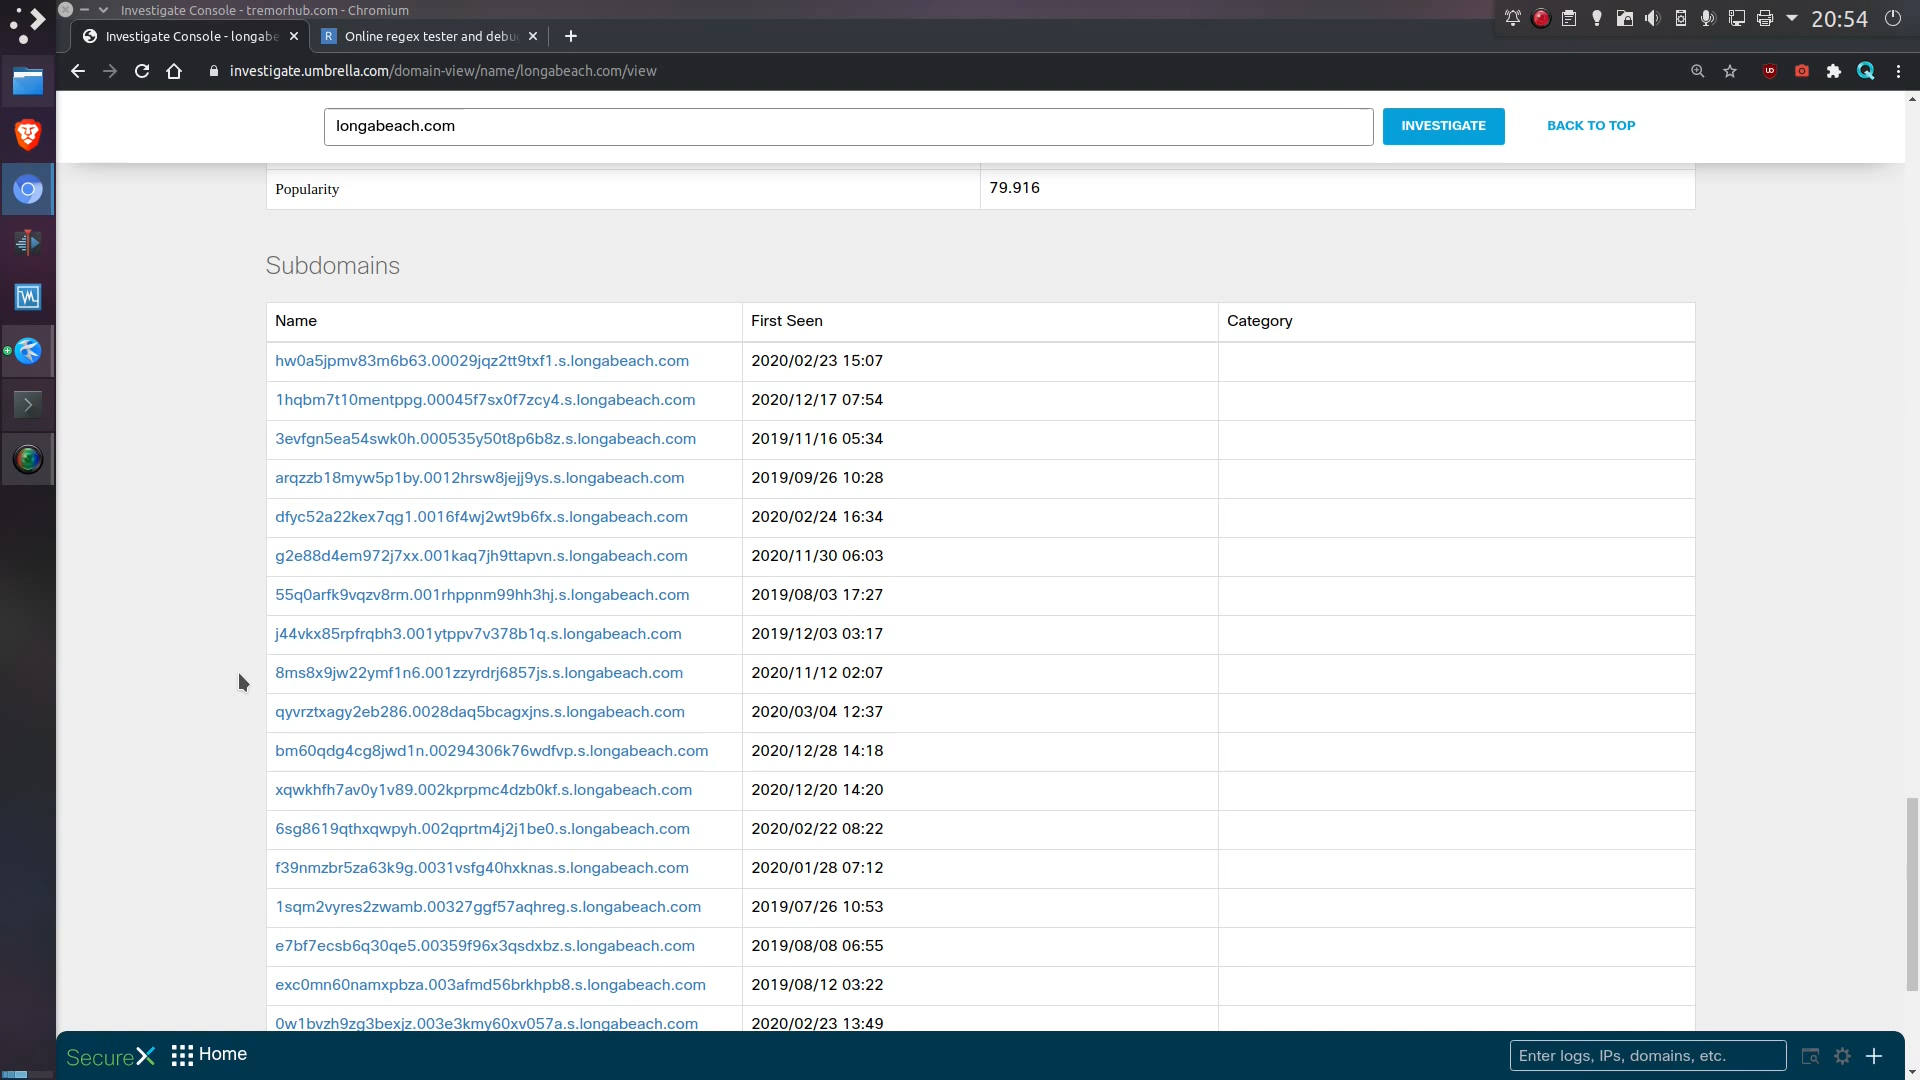 Investigate Console - tremorhub.com - Chromium
20:54
Investigate Console - longabe
Online regex tester and debu
investigate.umbrella.com/domain-view/name/longabeach.com/view
longabeach.com
INVESTIGATE
BACK TO TOP
Popularity 79.916
Subdomains
Name First Seen Category
hw0a5jpmv83m6b63.00029jqz2tt9txf1.s.longabeach.com 2020/02/23 15:07
1hqbm7t10mentppg.00045f7sx0f7zcy4.s.longabeach.com 2020/12/17 07:54
3evfgn5ea54swk0h.000535y50t8p6b8z.s.longabeach.com 2019/11/16 05:34
arqzzb18myw5p1by.0012hrsw8jejj9ys.s.longabeach.com 2019/09/26 10:28
dfyc52a22kex7qg1.0016f4wj2wt9b6fx.s.longabeach.com 2020/02/24 16:34
g2e88d4em972j7xx.001kaq7jh9ttapvn.s.longabeach.com 2020/11/30 06:03
55q0arfk9vqzv8rm.001rhppnm99hh3hj.s.longabeach.com 2019/08/03 17:27
j44vkx85rpfrqbh3.001ytppv7v378b1q.s.longabeach.com 2019/12/03 03:17
8ms8x9jw22ymf1n6.001zzyrdrj6857js.s.longabeach.com 2020/11/12 02:07
qyvrztxagy2eb286.0028daq5bcagxjns.s.longabeach.com 2020/03/04 12:37
bm60qdg4cg8jwd1n.00294306k76wdfvp.s.longabeach.com 2020/12/28 14:18
xqwkhfh7av0y1v89.002kprpmc4dzb0kf.s.longabeach.com 2020/12/20 14:20
6sg8619qthxqwpyh.002qprtm4j2j1be0.s.longabeach.com 2020/02/22 08:22
f39nmzbr5za63k9g.0031vsfg40hxknas.s.longabeach.com 2020/01/28 07:12
1sqm2vyres2zwamb.00327ggf57aqhreg.s.longabeach.com 2019/07/26 10:53
e7bf7ecsb6q30qe5.00359f96x3qsdxbz.s.longabeach.com 2019/08/08 06:55
exc0mn60namxpbza.003afmd56brkhpb8.s.longabeach.com 2019/08/12 03:22
0w1bvzh9zg3bexjz.003e3kmy60xv057a.s.longabeach.com 2020/02/23 13:49
SecureX Home
Enter logs, IPs, domains, etc.